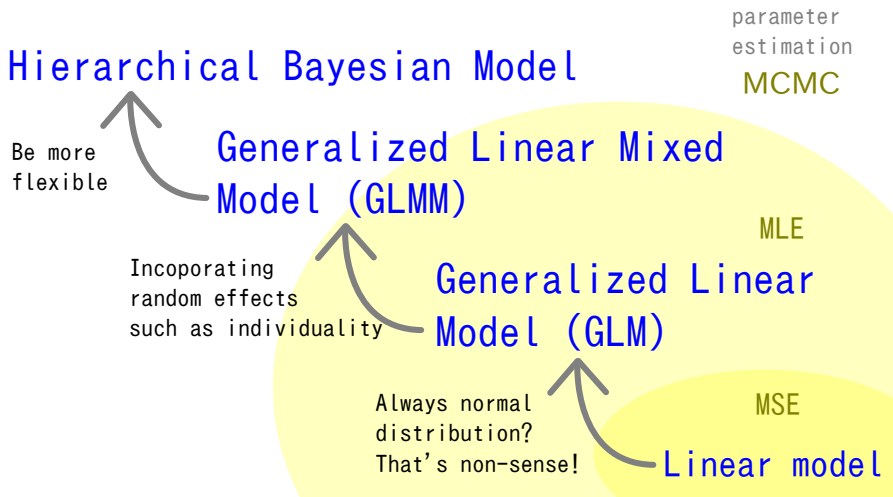 parameter
estimation
MCMC
Hierarchical Bayesian Model
Be more
flexible
Generalized Linear Mixed
Model (GLMM)
MLE
Incoporating
random effects
such as individuality
Generalized Linear
Model (GLM)
Always normal
distribution?
That's non-sense!
MSE
Linear model